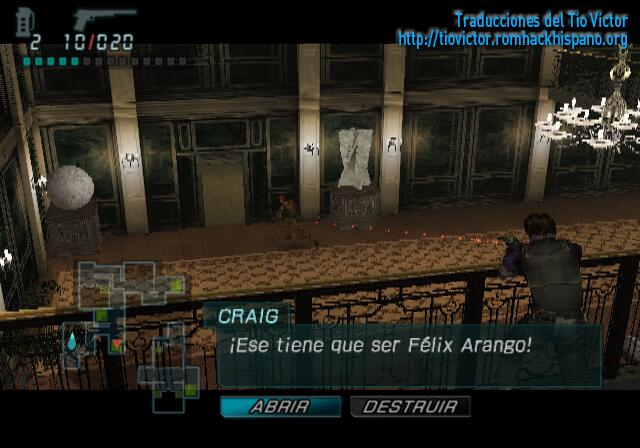 Traducciones del Tio Victor
http://tiovictor.romhackhispano.org
2 10/020
CRAIG
¡Ese tiene que ser Félix Arango!
ABRIR DESTRUIR